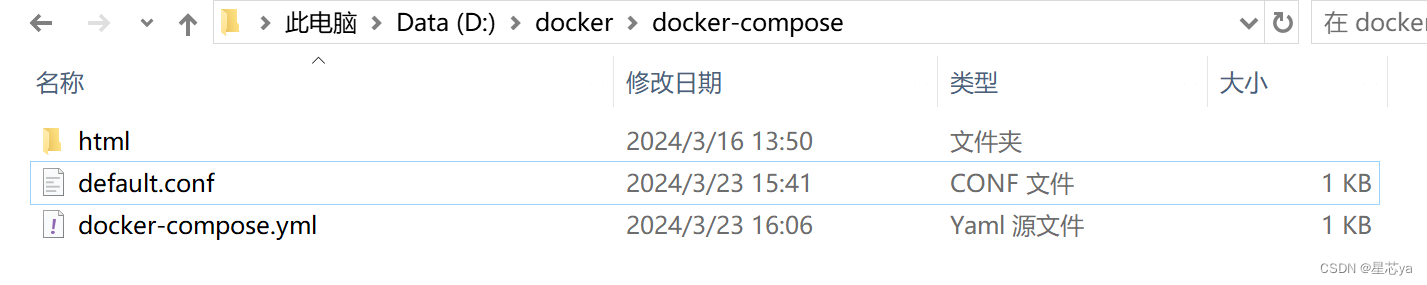 此电脑 Data (D:) docker docker-compose 在 docker
名称 修改日期 类型 大小
html 2024/3/16 13:50 文件夹
default.conf 2024/3/23 15:41 CONF 文件 1 KB
docker-compose.yml 2024/3/23 16:06 Yaml 源文件 1 KB
CSDN @星芯ya